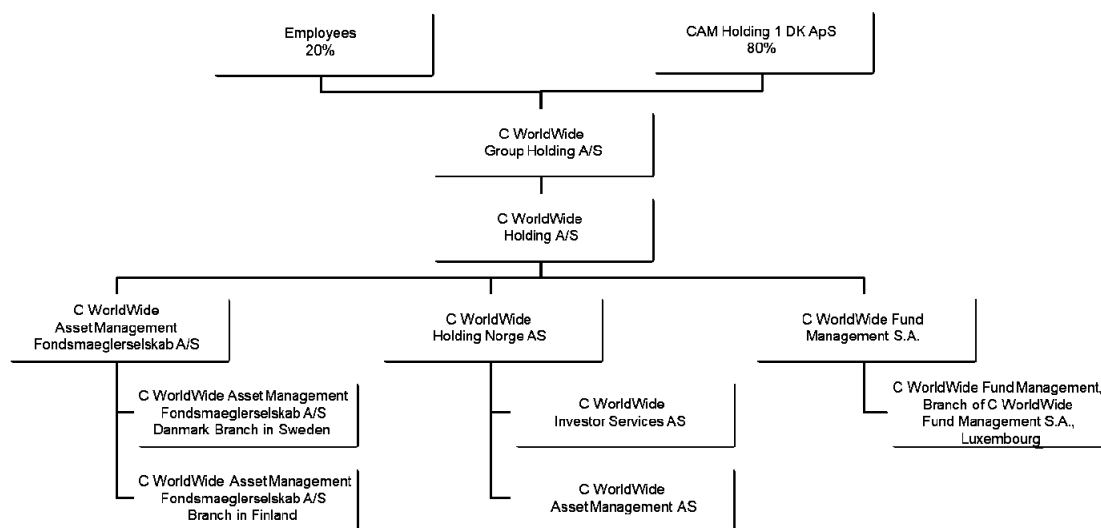 Employees
20%
CAM Holding 1 DK ApS
80%
C WorldWide
Group Holding A/S
C WorldWide
Holding A/S
C WorldWide
Asset Management
Fondsmaeglerselskab A/S
C WorldWide
Holding Norge AS
C WorldWide Fund
Management S.A.
C WorldWide Asset Management
Fondsmaeglerselskab A/S
Danmark Branch in Sweden
C WorldWide
Investor Services AS
C WorldWide Fund Management,
Branch of C WorldWide
Fund Management S.A.,
Luxembourg
C WorldWide Asset Management
Fondsmaeglerselskab A/S
Branch in Finland
C WorldWide
Asset Management AS